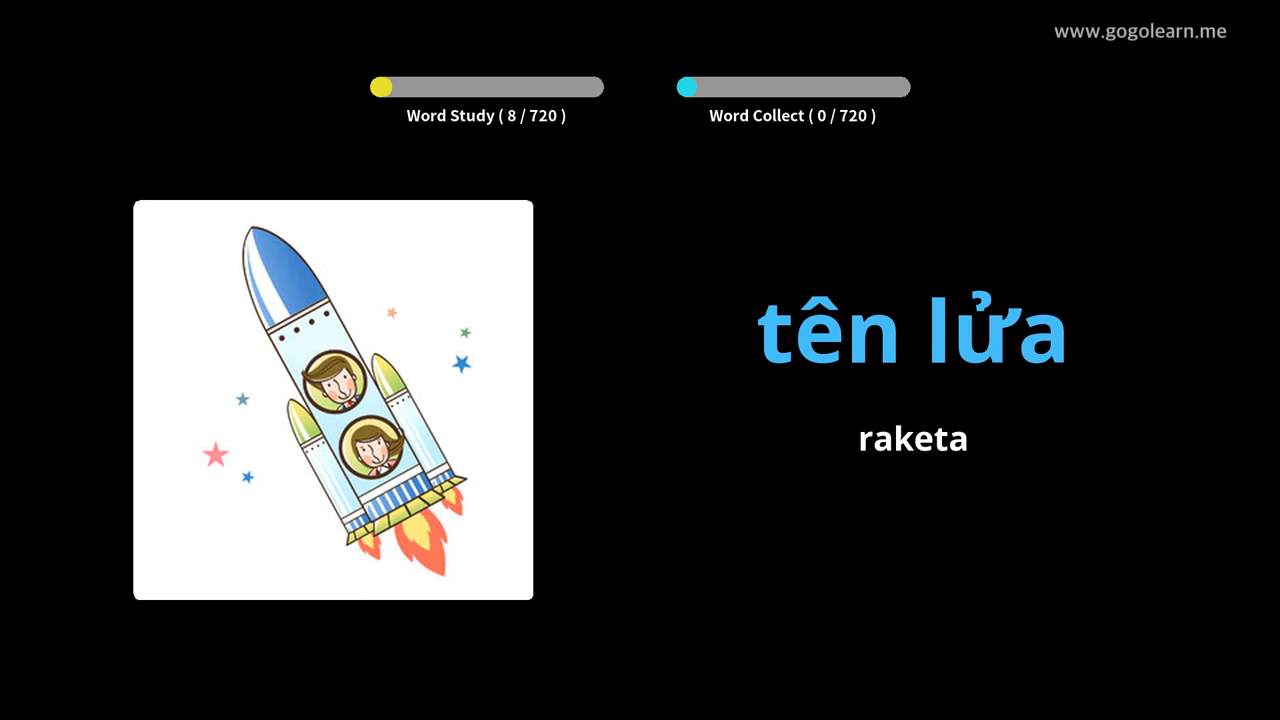 www.gogolearn.me
Word Study ( 8 / 720 )
Word Collect ( 0 / 720 )
tên lửa
raketa